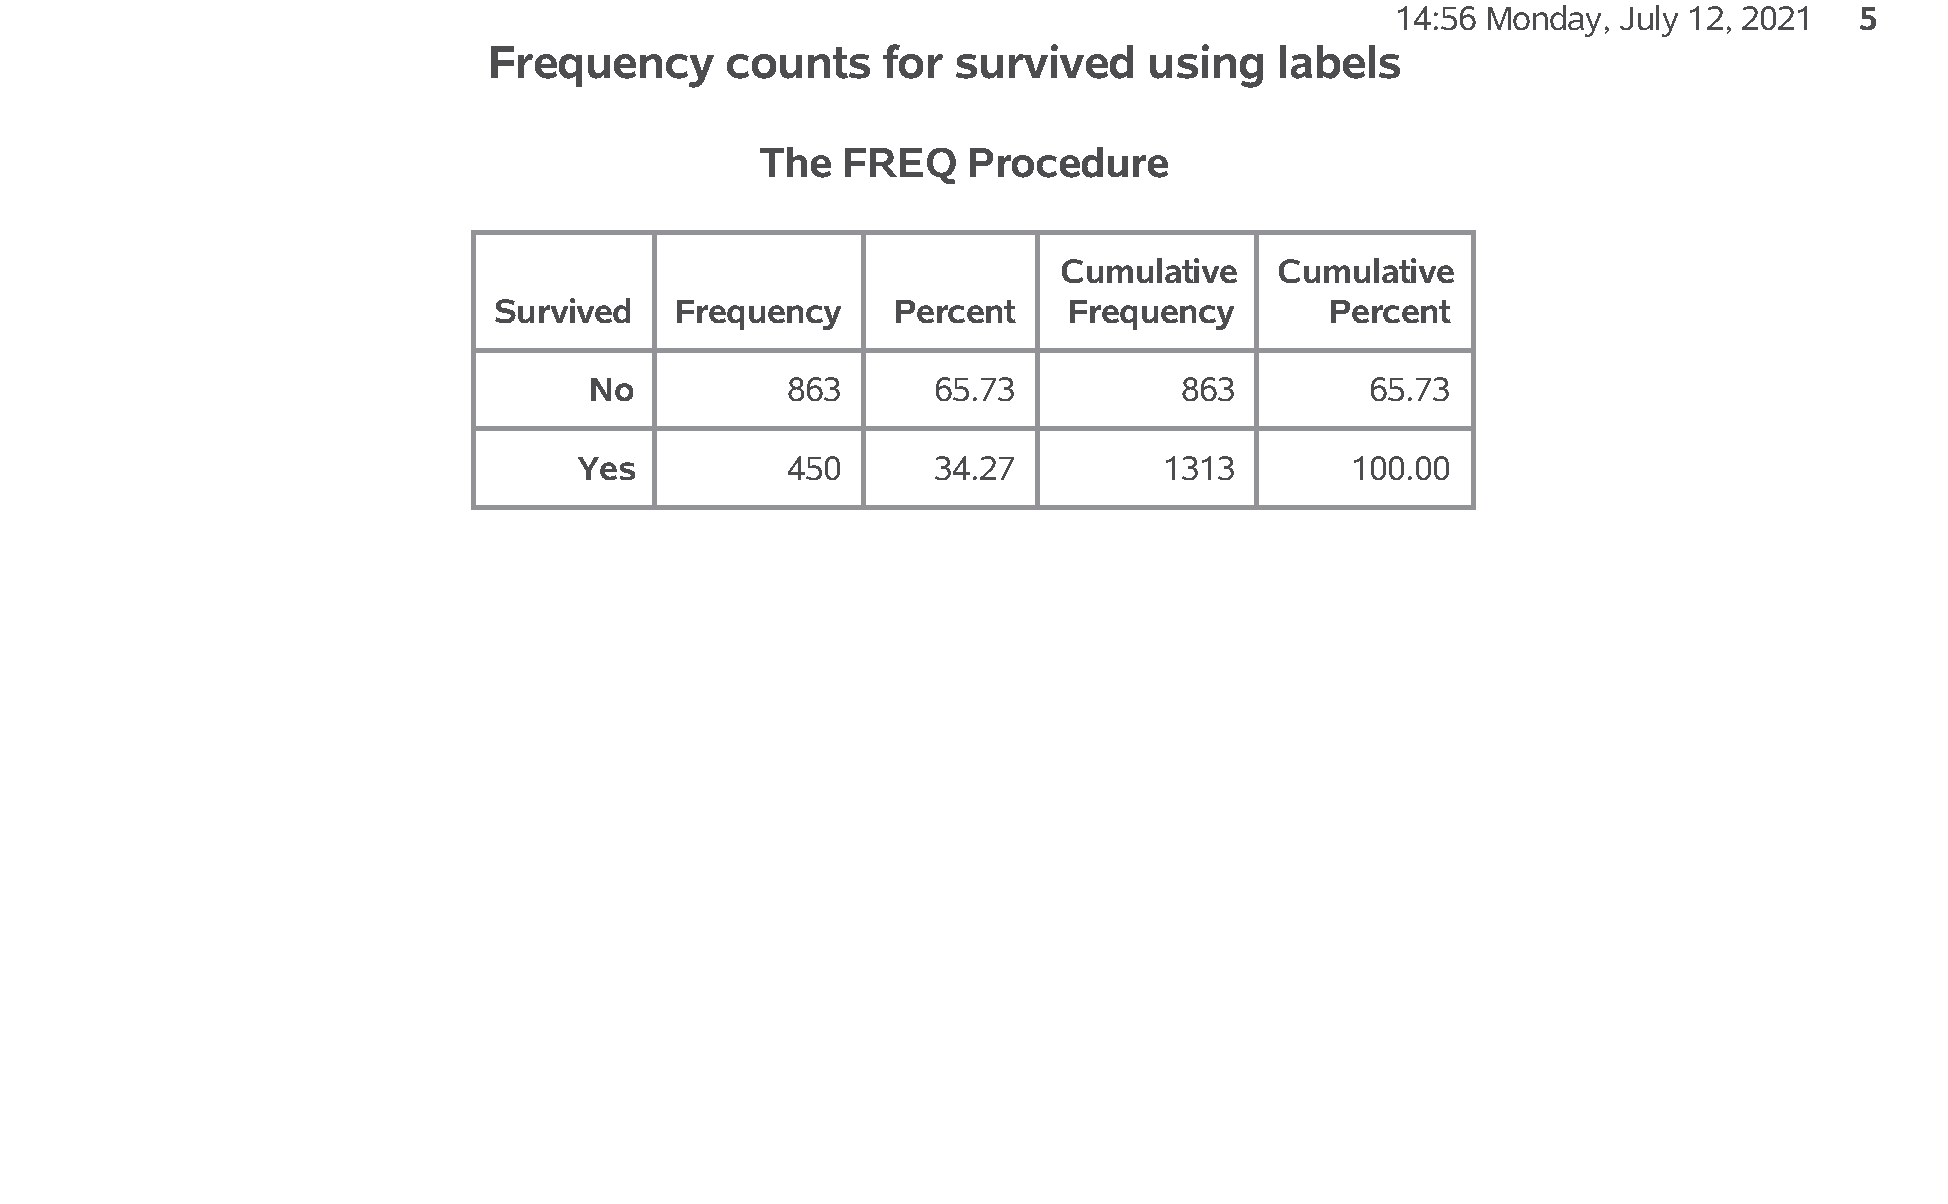 14:56 Monday, July 12, 2021 5
Frequency counts for survived using labels
The FREQ Procedure
Survived Frequency Percent Cumulative Frequency Cumulative Percent
No 863 65.73 863 65.73
Yes 450 34.27 1313 100.00